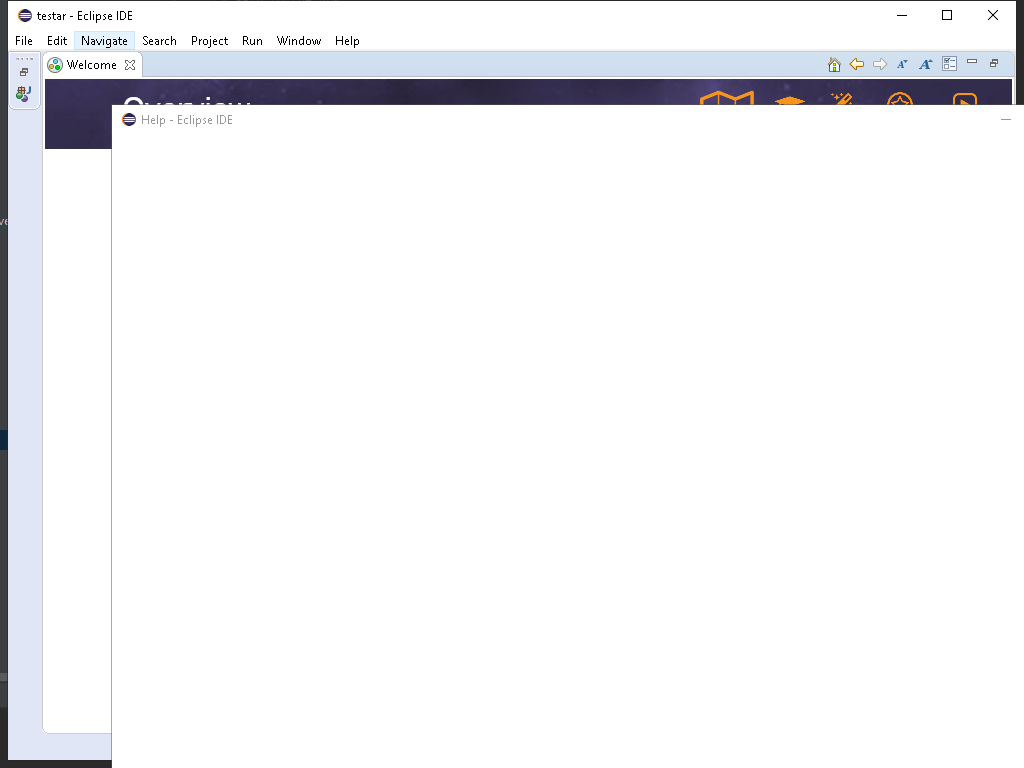 testar - Eclipse IDE
File Edit Navigate Search Project Run Window Help
Welcome
Overview
Help - Eclipse IDE